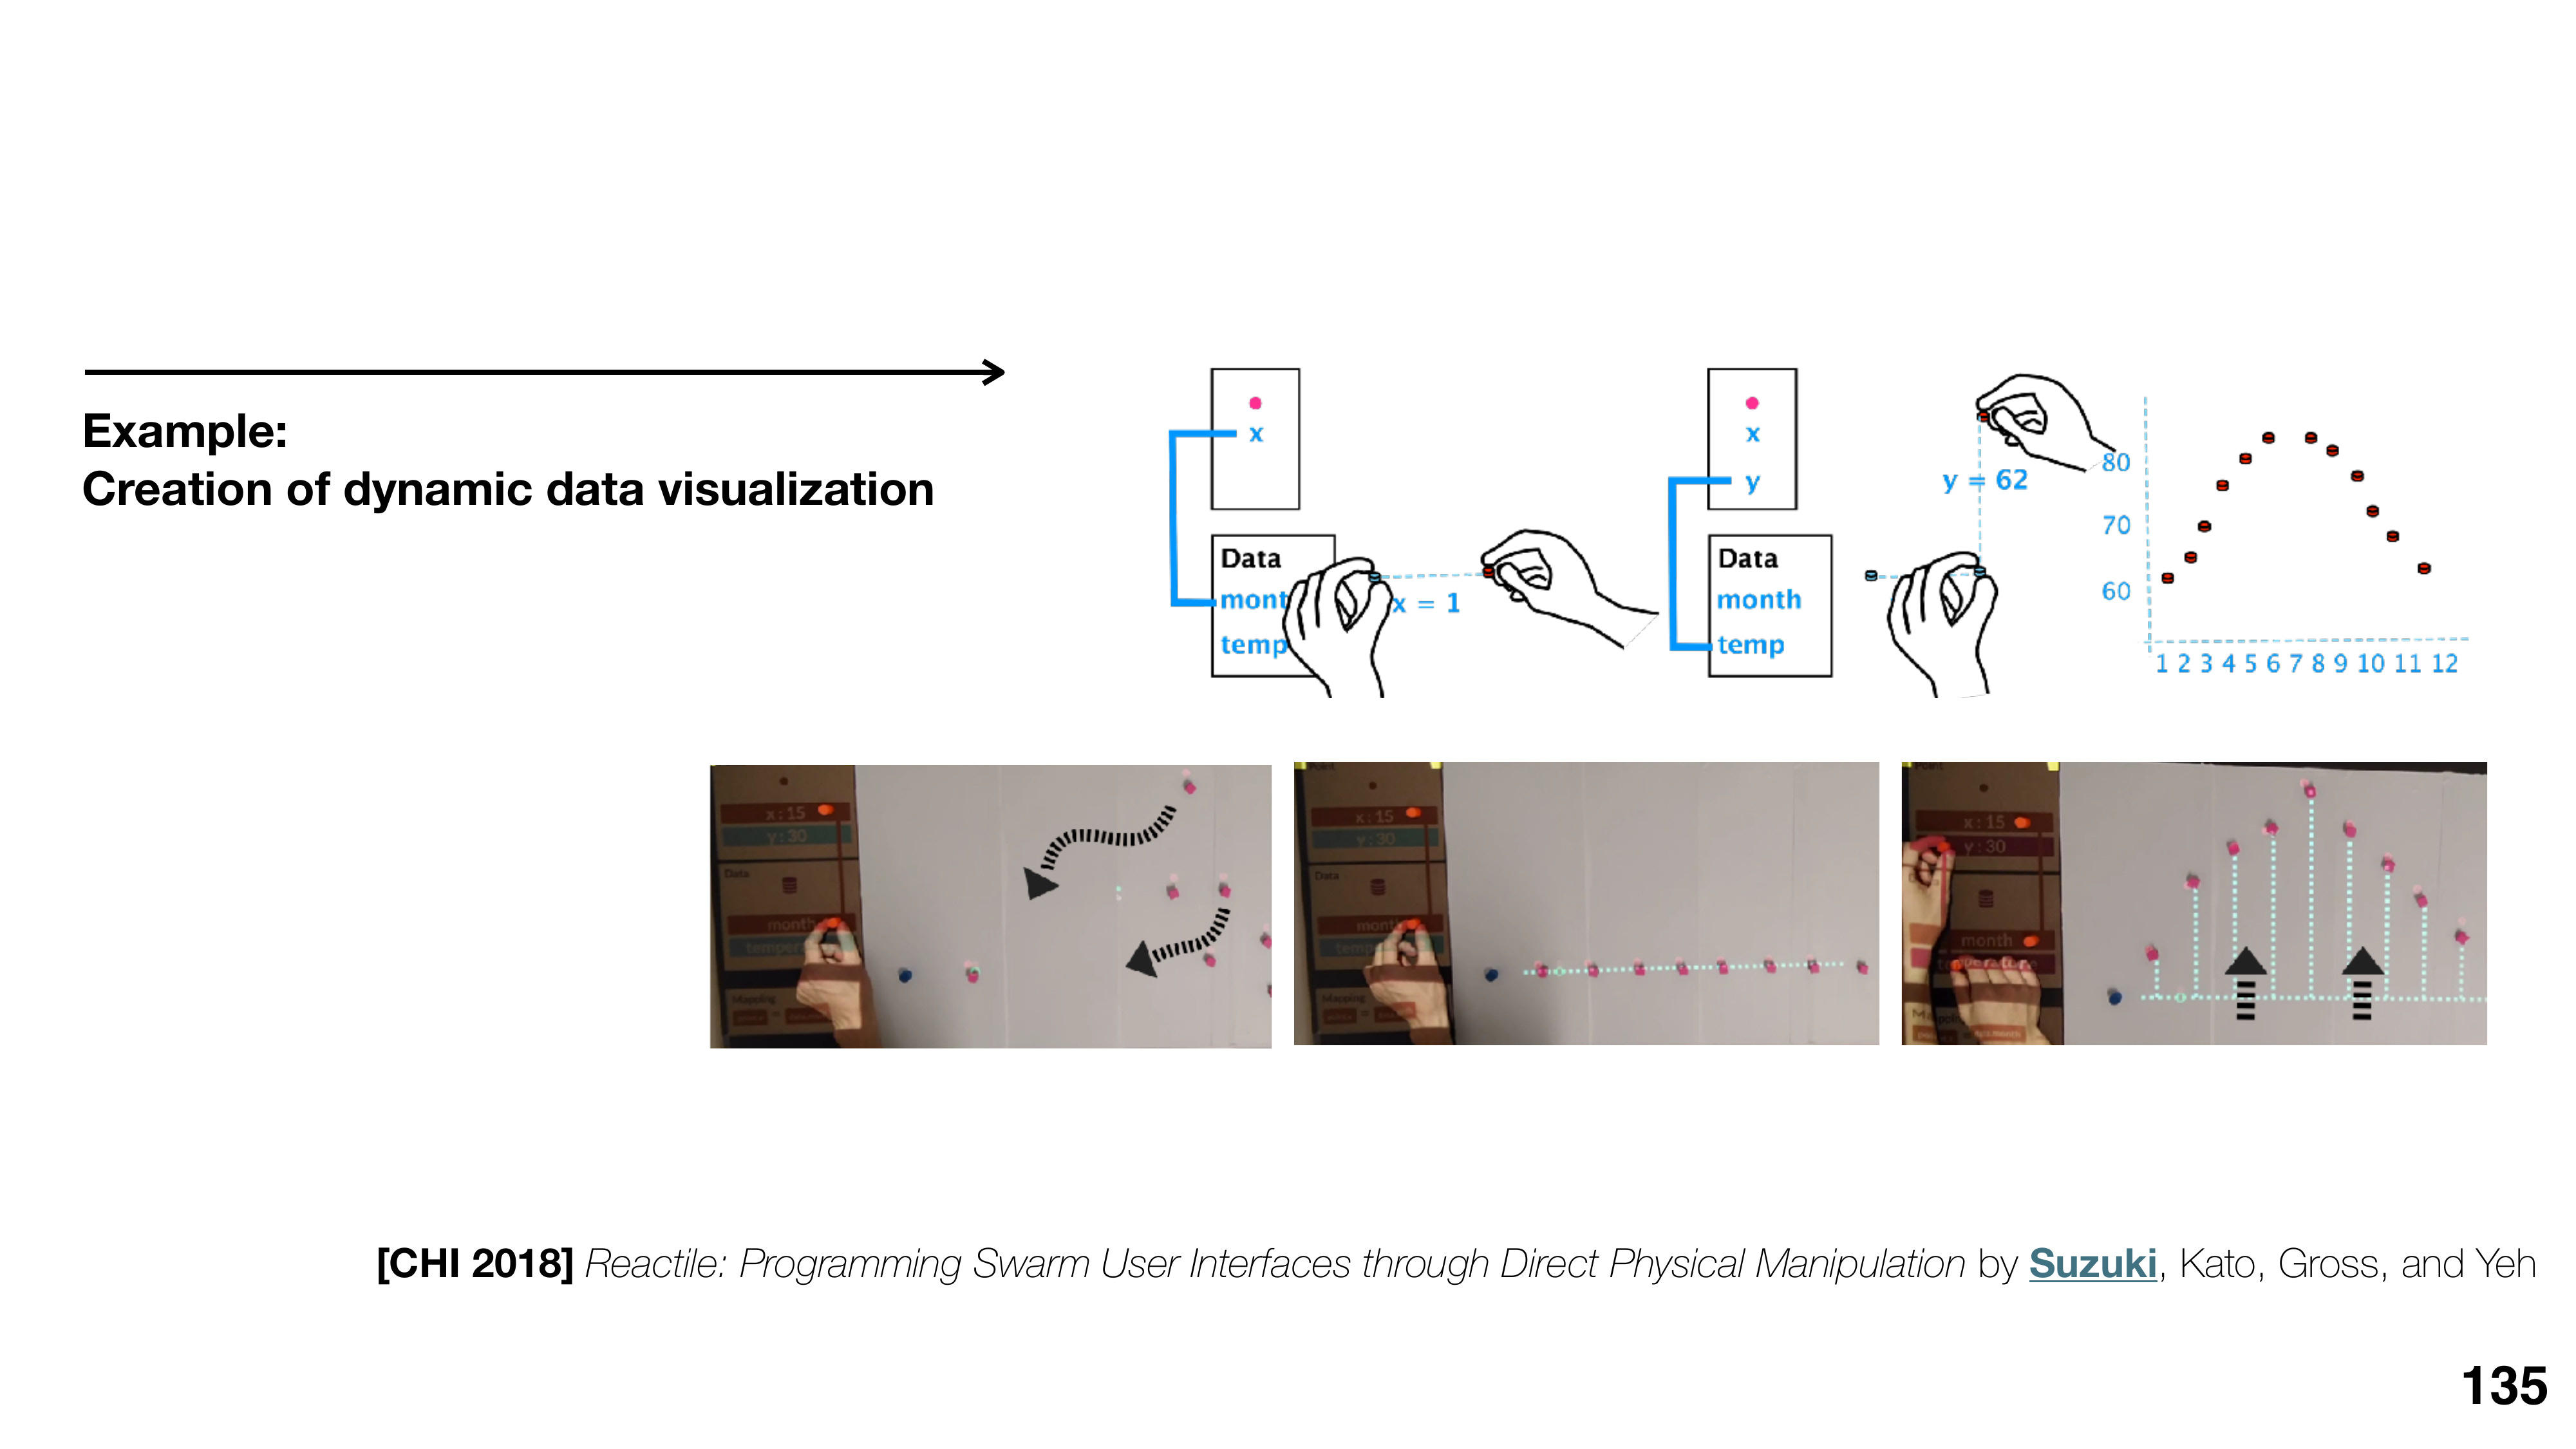 Example:
Creation of dynamic data visualization
x
Data
temp
x = 1
x
y
Data
month
temp
y = 62
80
70
60
1 2 3 4 5 6 7 8 9 10 11 12
x:15
y:30
Data
month
Mapping
x:15
y:30
Data
Mapping
x:15
y:30
month
[CHI 2018] Reactile: Programming Swarm User Interfaces through Direct Physical Manipulation by Suzuki, Kato, Gross, and Yeh
135